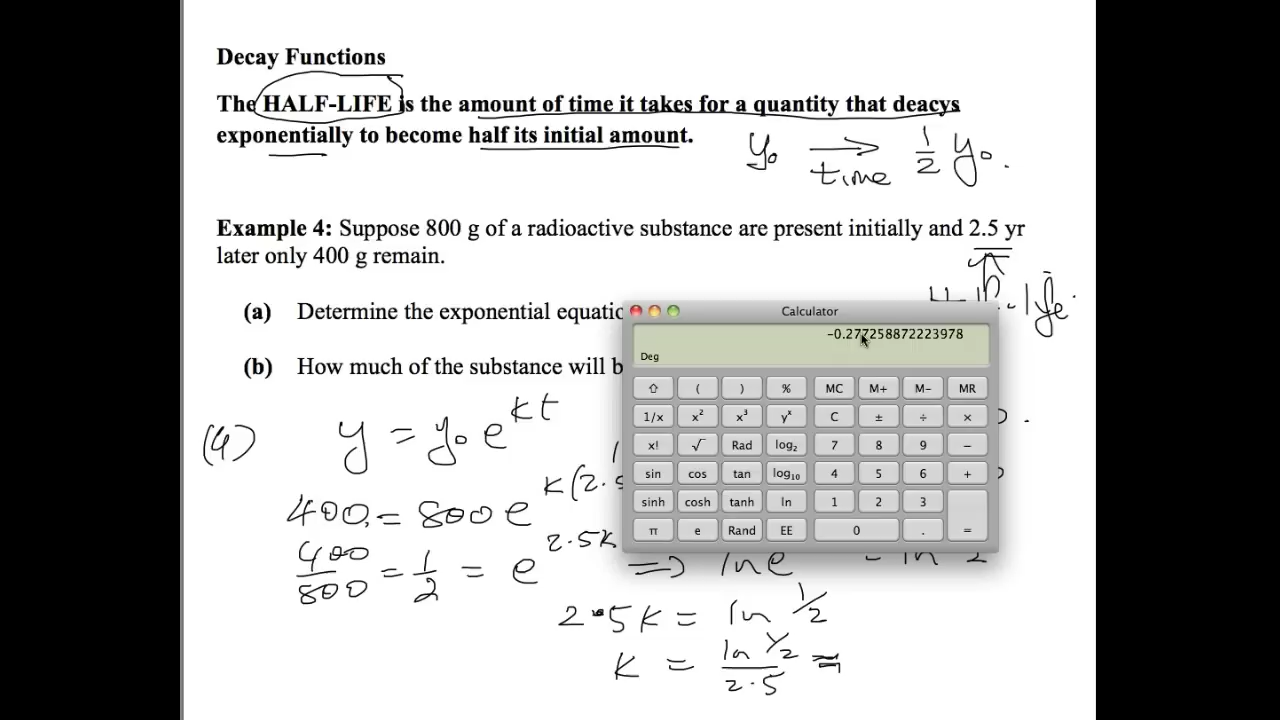 Decay Functions
The HALF-LIFE is the amount of time it takes for a quantity that deacys
exponentially to become half its initial amount.
y₀ → time 1/2 y₀.
Example 4: Suppose 800 g of a radioactive substance are present initially and 2.5 yr
later only 400 g remain.
(a) Determine the exponential
(b) How much of the substance will
Calculator
-0.277258872223978
Deg
⇧ ( ) % MC M+ M− MR
1/x x² x³ yˣ C ± ÷ ×
x! √ Rad log₂ 7 8 9 −
sin cos tan log₁₀ 4 5 6 +
sinh cosh tanh ln 1 2 3
π e Rand EE 0 . =
(4) y = y₀ e^kt
400 = 800 e^k(2.5
400/800 = 1/2 = e^2.5k ⇒ ln e = ln
2.5k = ln 1/2
k = ln 1/2 / 2.5 =